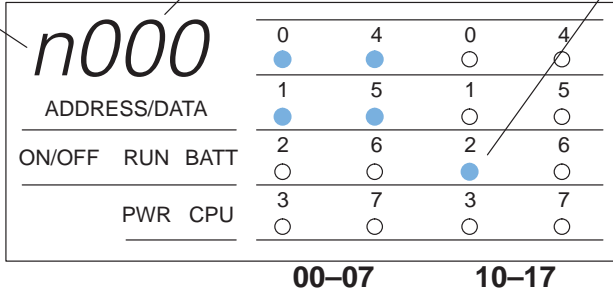 n000
ADDRESS/DATA
ON/OFF RUN BATT
PWR CPU
0 4 0 4
1 5 1 5
2 6 2 6
3 7 3 7
00–07 10–17